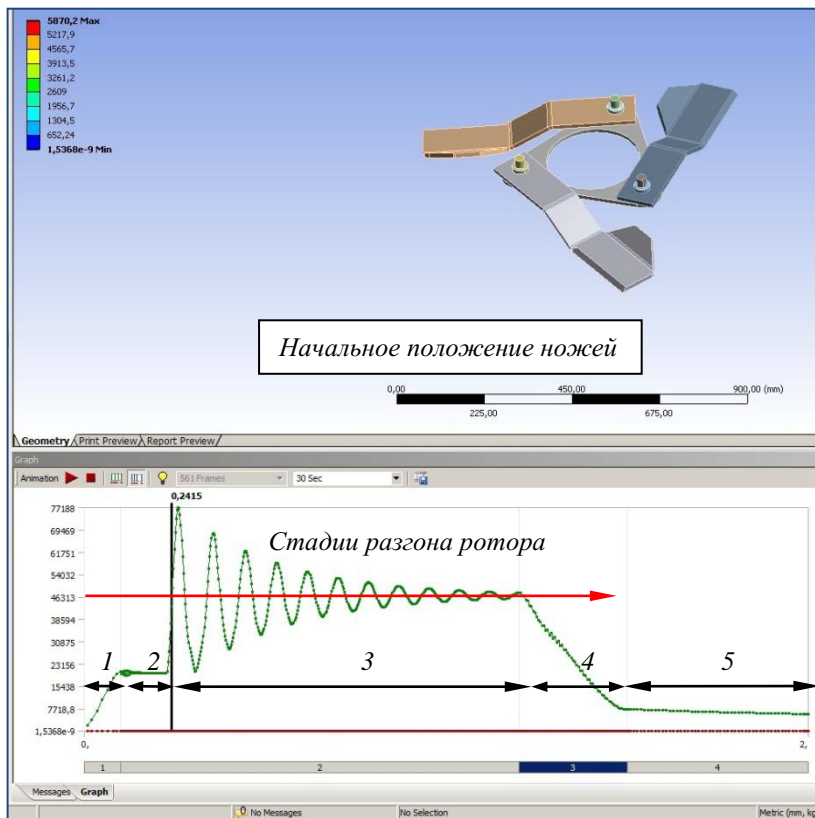 5870,2 Max
5217,9
4565,7
3913,5
3261,2
2609
1956,7
1304,5
652,24
1,5368e-9 Min
Начальное положение ножей
0,00 450,00 900,00 (mm)
225,00 675,00
Geometry Print Preview Report Preview
Graph
Animation 561 Frames 30 Sec
0,2415
77188
69469
61751
54032
46313
38594
30875
23156
15438
7718,8
1,5368e-9
Стадии разгона ротора
1 2 3 4 5
0, 2,
1 2 3 4
Messages Graph
No Messages No Selection Metric (mm, kg